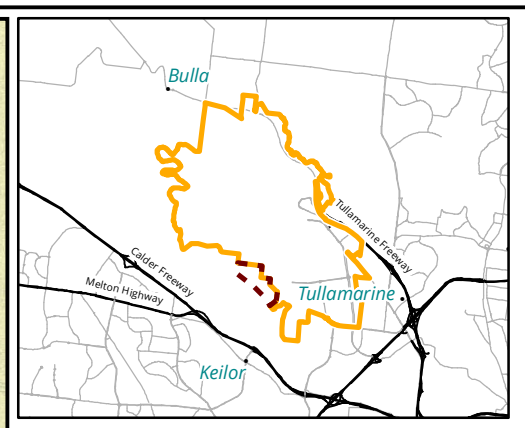 Bulla
Tullamarine Freeway
Calder Freeway
Melton Highway
Tullamarine
Keilor